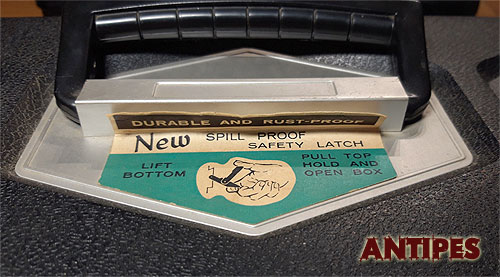 DURABLE AND RUST-PROOF
New SPILL PROOF
SAFETY LATCH
LIFT
BOTTOM
PULL TOP
HOLD AND
OPEN BOX
ANTIPES